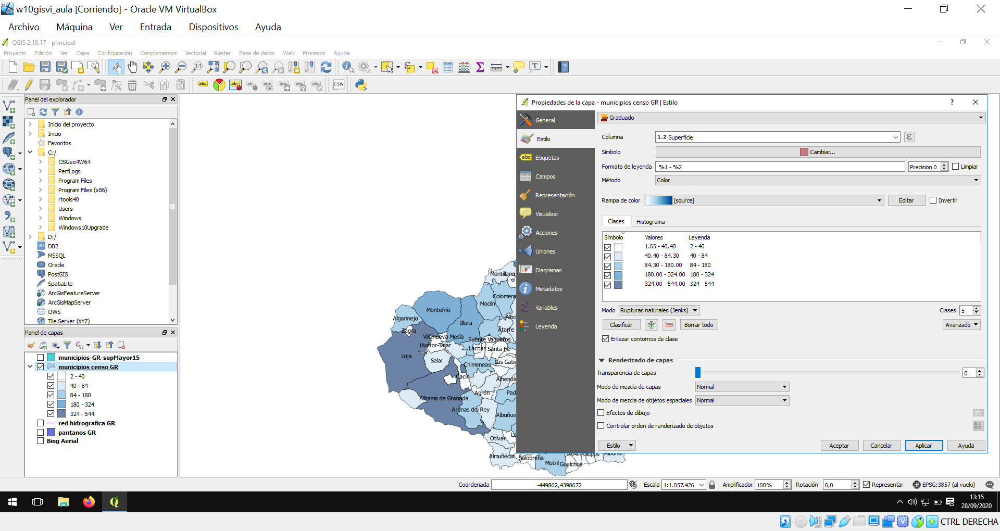 w10gisvi_aula [Corriendo] - Oracle VM VirtualBox
Archivo Máquina Ver Entrada Dispositivos Ayuda
QGIS 2.18.17 - principal
Proyecto Edición Ver Capa Configuración Complementos Vectorial Ráster Base de datos Web Procesos Ayuda
Panel del explorador
Inicio del proyecto
Inicio
Favoritos
C:/
OSGeo4W64
PerfLogs
Program Files
Program Files (x86)
rtools40
Users
Windows
Windows10Upgrade
D:/
DB2
MSSQL
Oracle
PostGIS
SpatiaLite
ArcGisFeatureServer
ArcGisMapServer
OWS
Tile Server (XYZ)
Panel de capas
municipios-GR-supMayor15
municipios censo GR
2 - 40
40 - 84
84 - 180
180 - 324
324 - 544
red hidrografica GR
pantanos GR
Bing Aerial
Montillana
Colomera
Moclín
Montefrío
Algarinejo
Illora
Albo
Zagra
Atarfe
Villanueva Mesía
Fuente Vaqueros
Huétor-Tajar
Láchar Santa Fe
Loja
Salar
Las Gabi
Chimeneas
Cacín
Alhendín
Agrón
Pad
Alhama de Granada
Arenas del Rey
Albuñue
Otívar
Almuñécar
Salobreña
Motril
Gualchos
Polopos
Propiedades de la capa - municipios censo GR | Estilo
General
Estilo
Etiquetas
Campos
Representación
Visualizar
Acciones
Uniones
Diagramas
Metadatos
Variables
Leyenda
Graduado
Columna 1.2 Superficie
Símbolo Cambiar...
Formato de leyenda %1 - %2 Precision 0 Limpiar
Método Color
Rampa de color [source] Editar Invertir
Clases Histograma
Símbolo Valores Leyenda
1.65 - 40.40 2 - 40
40.40 - 84.30 40 - 84
84.30 - 180.00 84 - 180
180.00 - 324.00 180 - 324
324.00 - 544.00 324 - 544
Modo Rupturas naturales (Jenks) Clases 5
Clasificar Borrar todo Avanzado
Enlazar contornos de clase
Renderizado de capas
Transparencia de capas 0
Modo de mezcla de capas Normal
Modo de mezcla de objetos espaciales Normal
Efectos de dibujo
Controlar orden de renderizado de objetos
Estilo Aceptar Cancelar Aplicar Ayuda
Coordenada -449862,4398672 Escala 1:1.057.426 Amplificador 100% Rotación 0,0 Representar EPSG:3857 (al vuelo)
13:15
28/09/2020
CTRL DERECHA